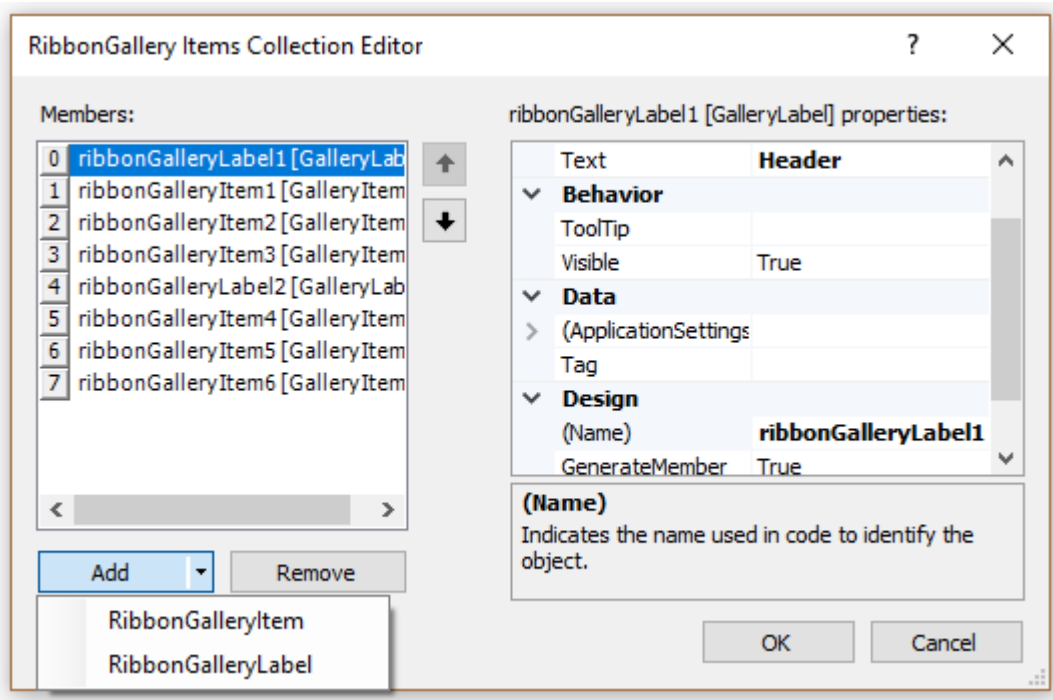 RibbonGallery Items Collection Editor
?
Members:
0 ribbonGalleryLabel1 [GalleryLab
1 ribbonGalleryItem1 [GalleryItem
2 ribbonGalleryItem2 [GalleryItem
3 ribbonGalleryItem3 [GalleryItem
4 ribbonGalleryLabel2 [GalleryLab
5 ribbonGalleryItem4 [GalleryItem
6 ribbonGalleryItem5 [GalleryItem
7 ribbonGalleryItem6 [GalleryItem
Add
Remove
RibbonGalleryItem
RibbonGalleryLabel
ribbonGalleryLabel1 [GalleryLabel] properties:
Text Header
Behavior
ToolTip
Visible True
Data
(ApplicationSettings
Tag
Design
(Name) ribbonGalleryLabel1
GenerateMember True
(Name)
Indicates the name used in code to identify the
object.
OK
Cancel